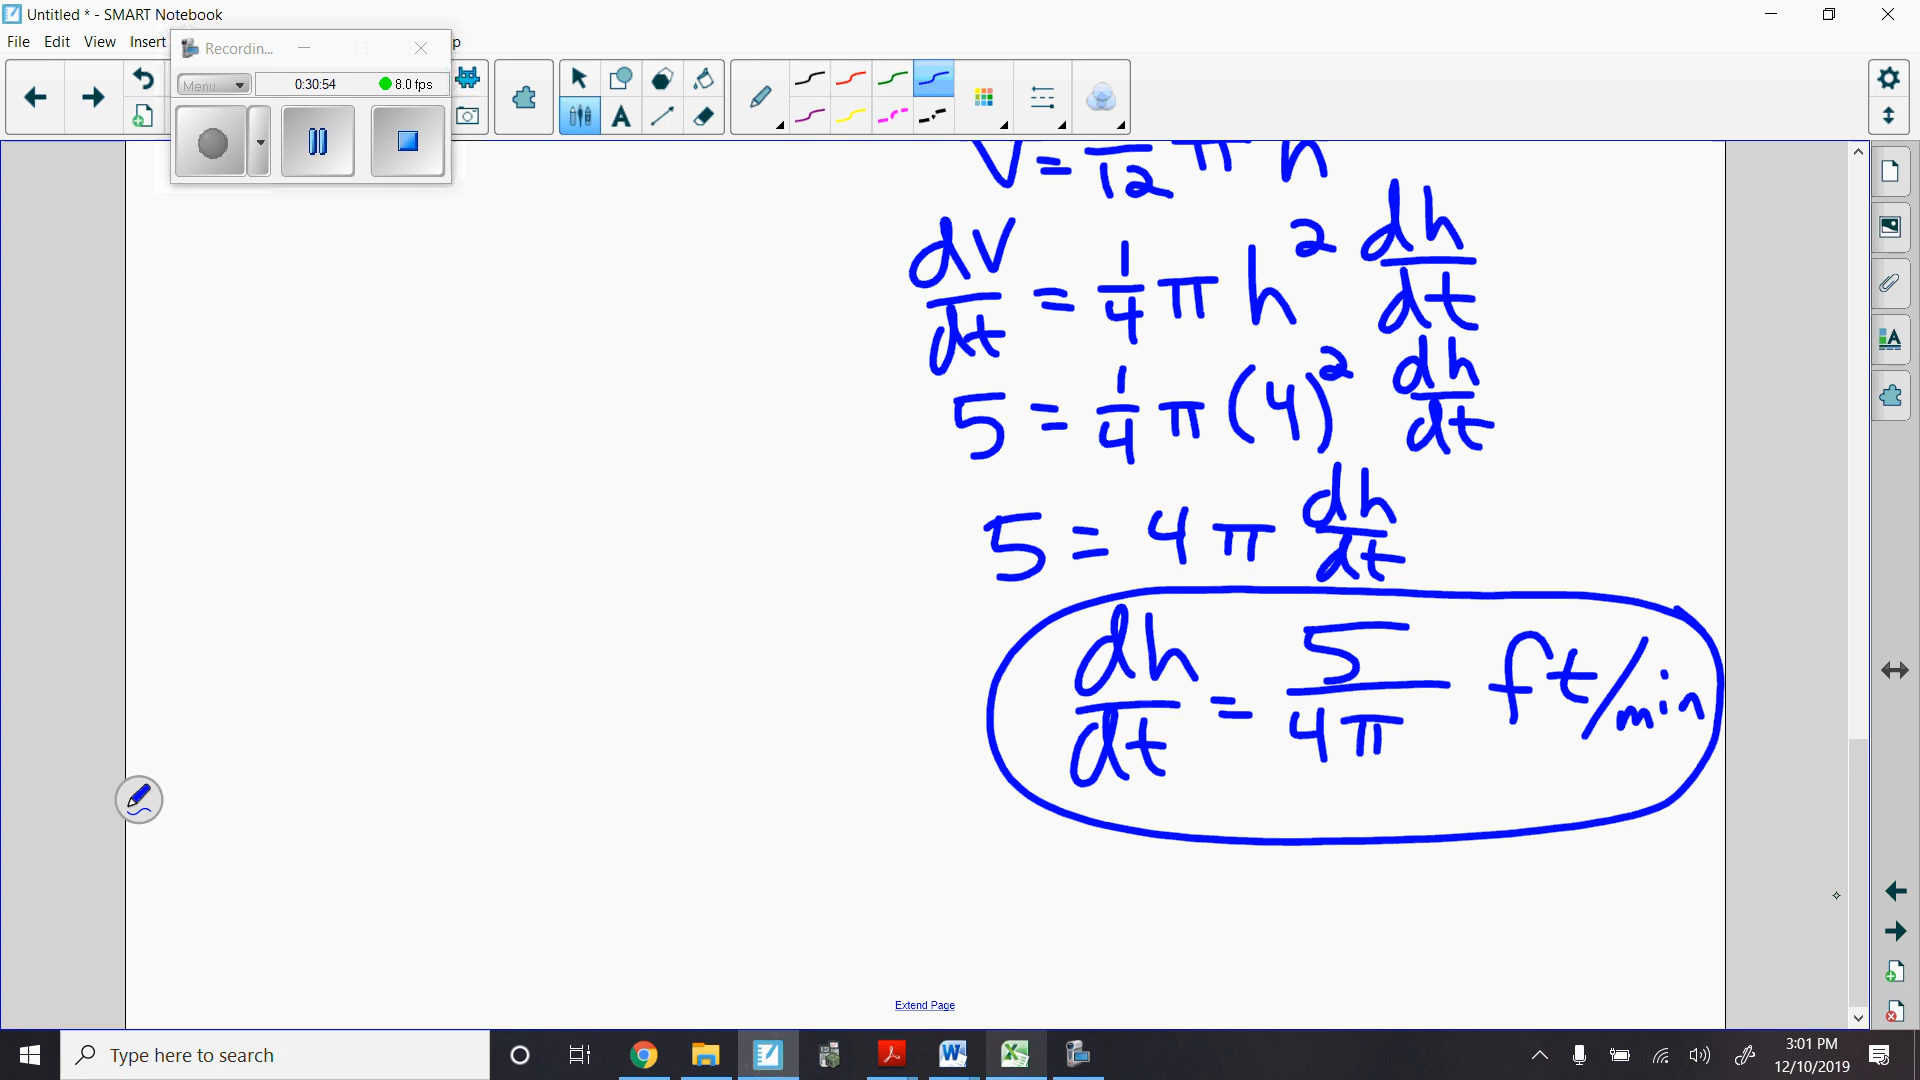 Untitled * - SMART Notebook
File Edit View Insert p
Recordin...
Menu 0:30:54 8.0 fps
V = 12 π h
dV/dt = 1/4 π h² dh/dt
5 = 1/4 π (4)² dh/dt
5 = 4 π dh/dt
dh/dt = 5/4π ft/min
Extend Page
Type here to search
3:01 PM
12/10/2019